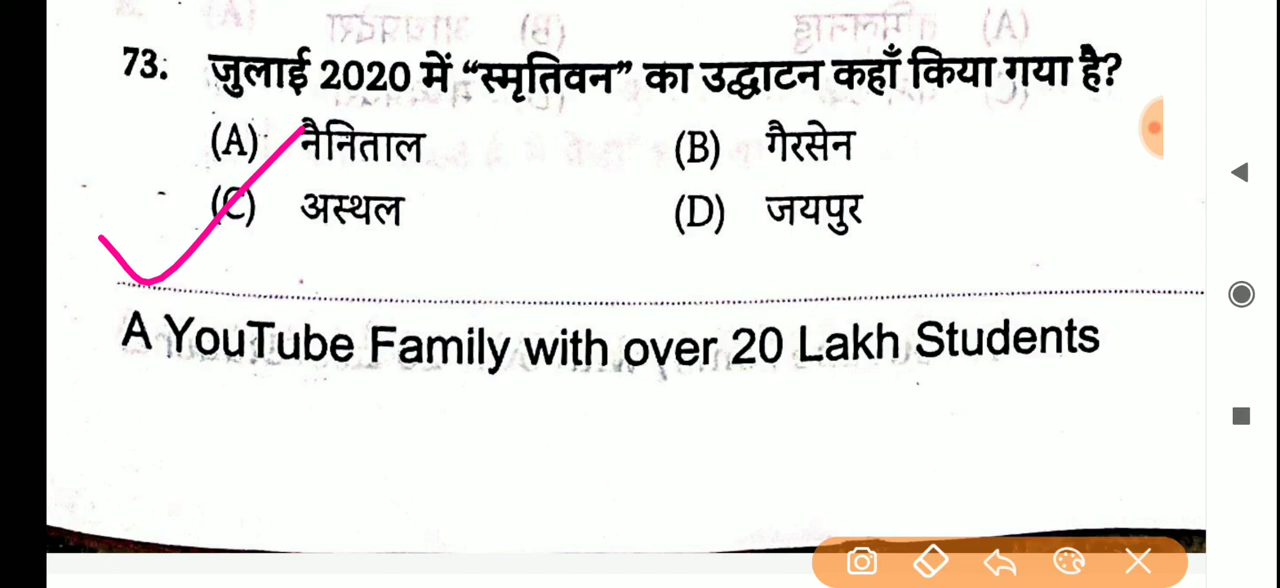 73. जुलाई 2020 में “स्मृतिवन” का उद्घाटन कहाँ किया गया है?
(A) नैनिताल (B) गैरसेन
(C) अस्थल (D) जयपुर
A YouTube Family with over 20 Lakh Students